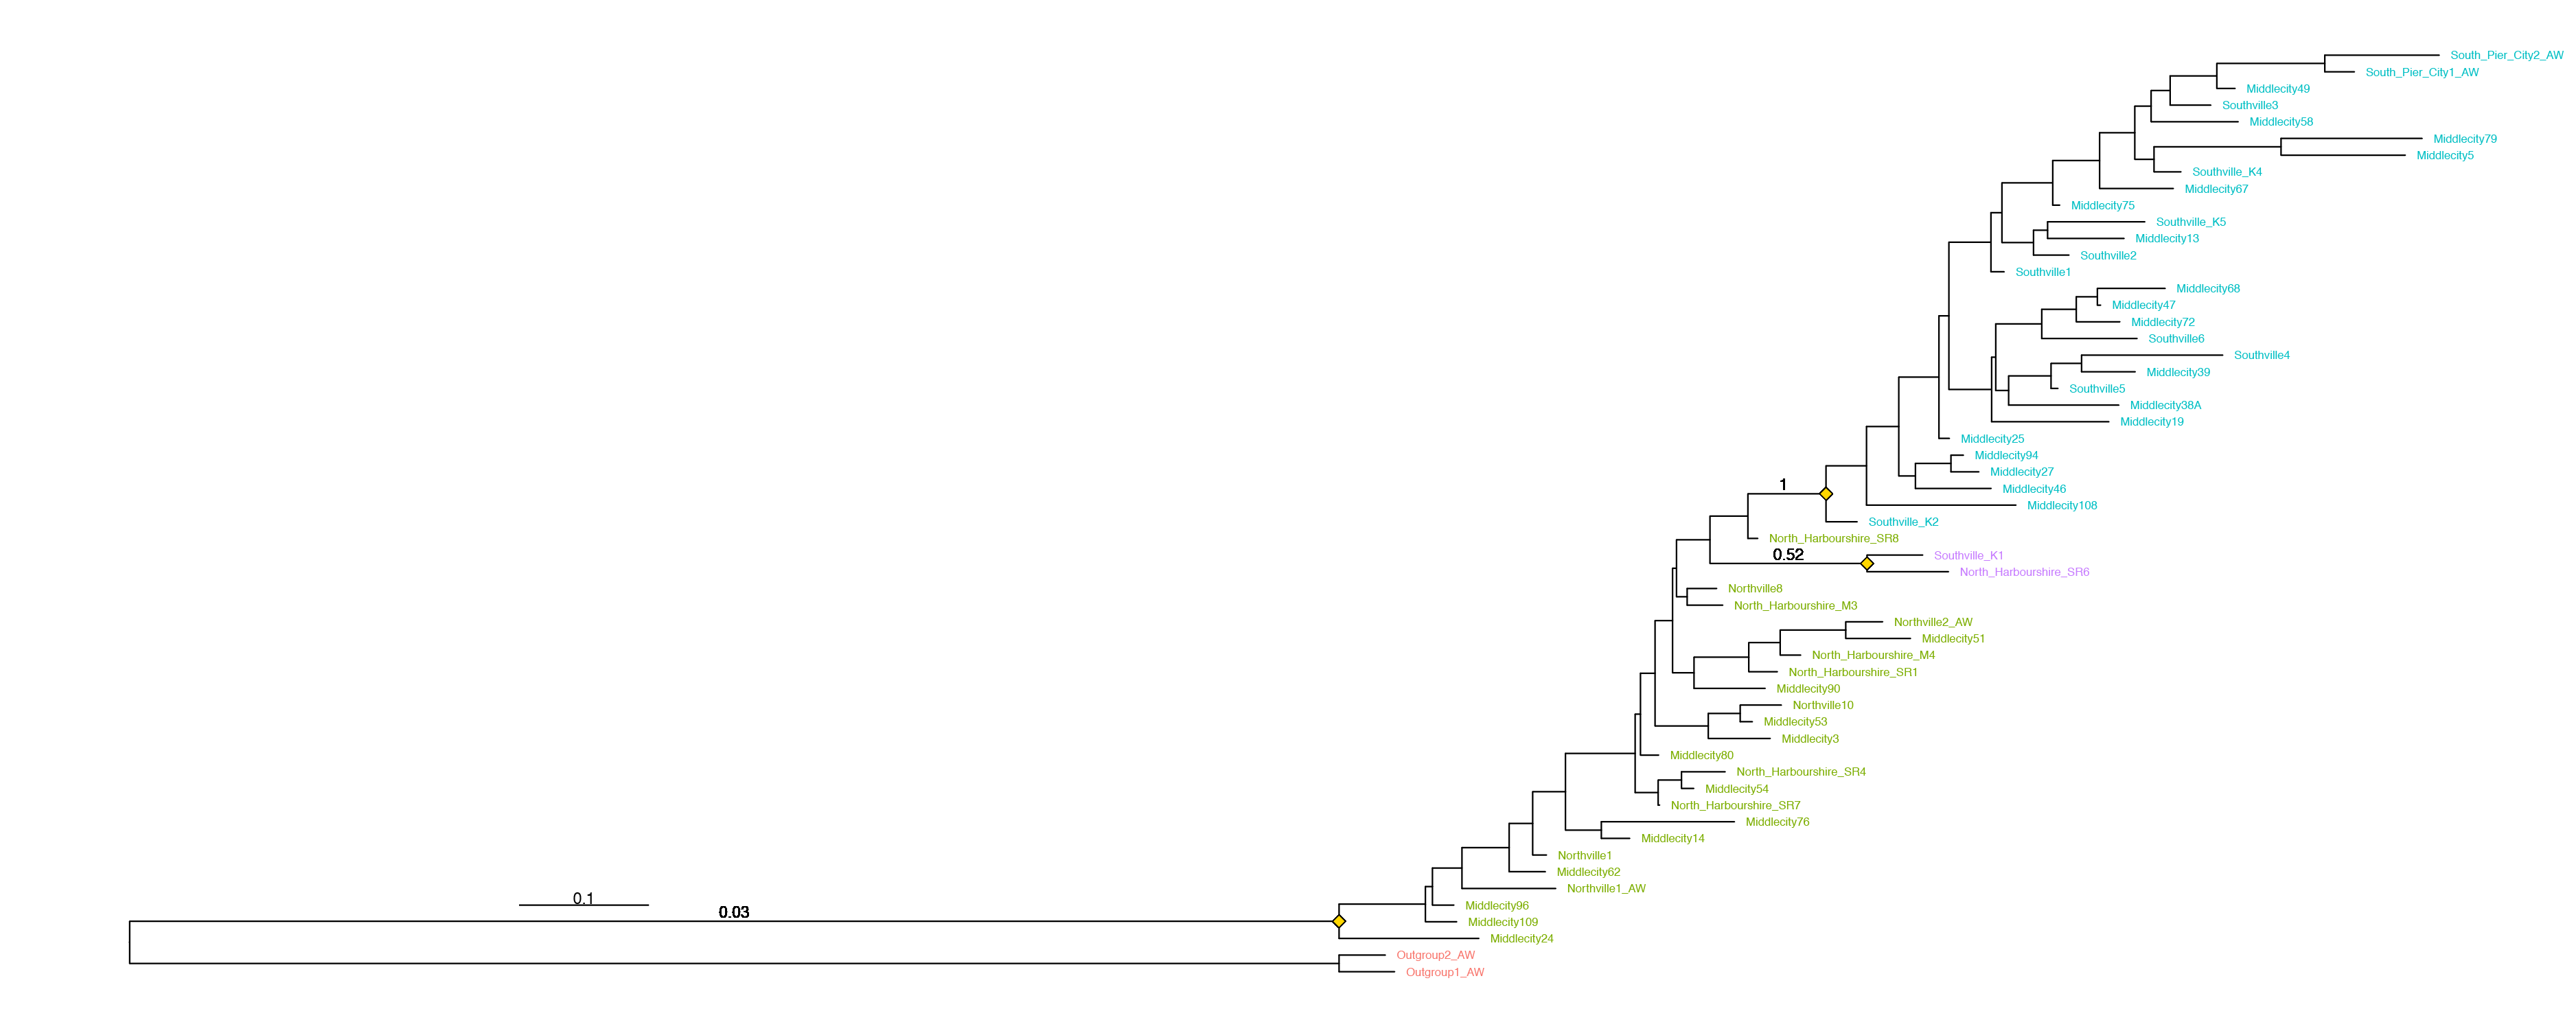 South_Pier_City2_AW
South_Pier_City1_AW
Middlecity49
Southville3
Middlecity58
Middlecity79
Middlecity5
Southville_K4
Middlecity67
Middlecity75
Southville_K5
Middlecity13
Southville2
Southville1
Middlecity68
Middlecity47
Middlecity72
Southville6
Southville4
Middlecity39
Southville5
Middlecity38A
Middlecity19
Middlecity25
Middlecity94
Middlecity27
1
Middlecity46
Middlecity108
Southville_K2
North_Harbourshire_SR8
0.52
Southville_K1
North_Harbourshire_SR6
Northville8
North_Harbourshire_M3
Northville2_AW
Middlecity51
North_Harbourshire_M4
North_Harbourshire_SR1
Middlecity90
Northville10
Middlecity53
Middlecity3
Middlecity80
North_Harbourshire_SR4
Middlecity54
North_Harbourshire_SR7
Middlecity76
Middlecity14
Northville1
Middlecity62
Northville1_AW
0.1
Middlecity96
0.03
Middlecity109
Middlecity24
Outgroup2_AW
Outgroup1_AW